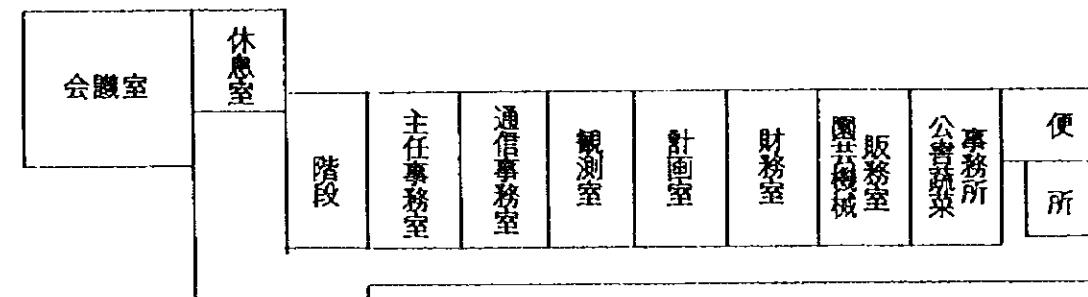 会議室
休息室
階段
主任事務室
通信事務室
観測室
計画室
財務室
園芸機械
販務室
公害蔬菜
事務所
便
所